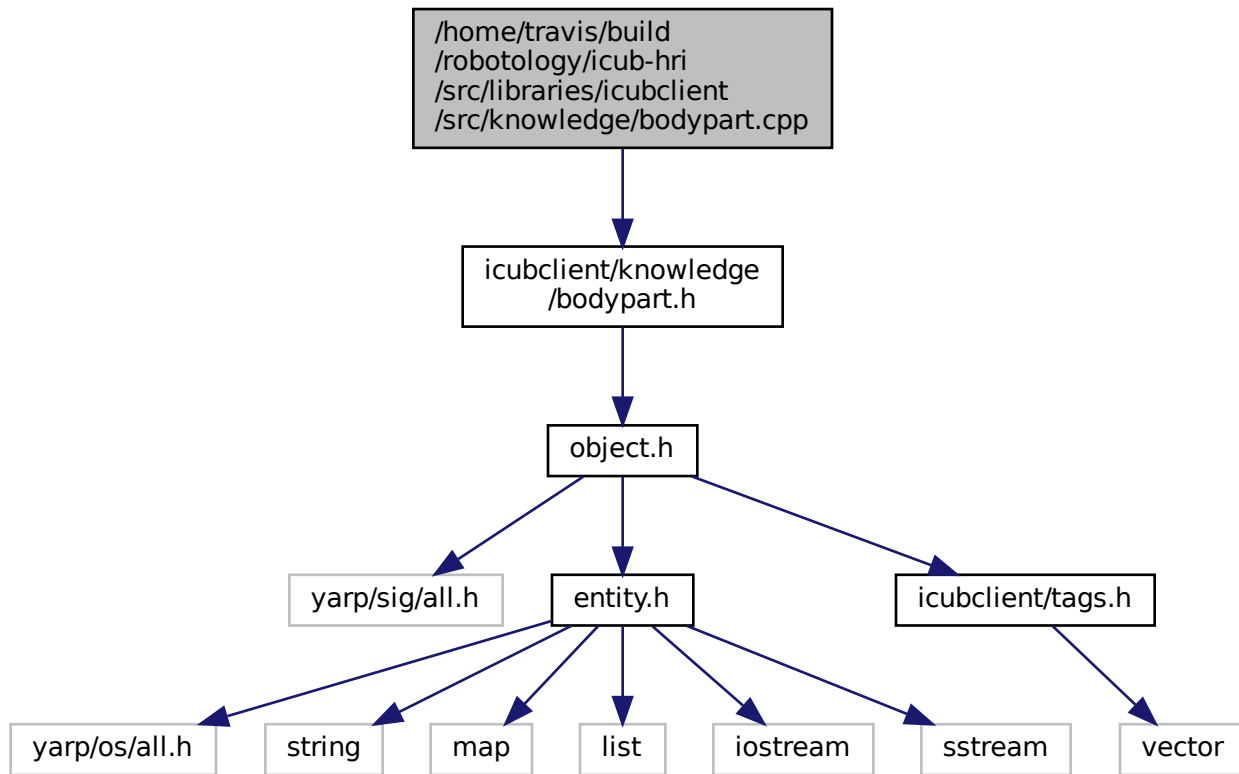 /home/travis/build
/robotology/icub-hri
/src/libraries/icubclient
/src/knowledge/bodypart.cpp
icubclient/knowledge
/bodypart.h
object.h
yarp/sig/all.h
entity.h
icubclient/tags.h
yarp/os/all.h
string
map
list
iostream
sstream
vector